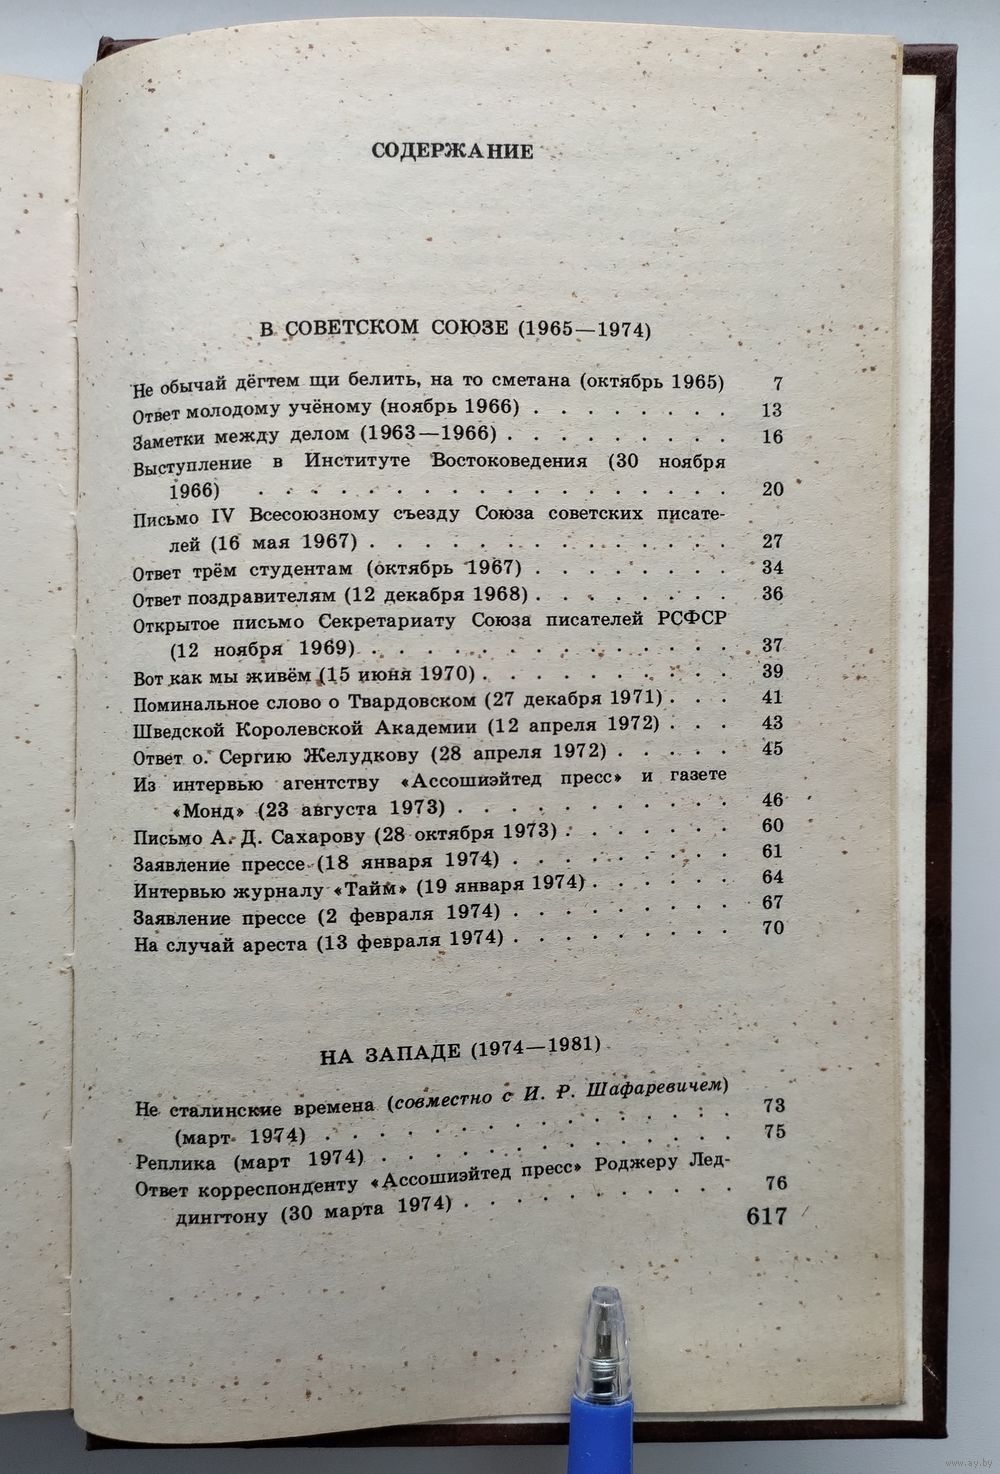 СОДЕРЖАНИЕ
В СОВЕТСКОМ СОЮЗЕ (1965—1974)
Не обычай дёгтем щи белить, на то сметана (октябрь 1965) 7
Ответ молодому учёному (ноябрь 1966) . . . . . . . . 13
Заметки между делом (1963—1966) . . . . . . . . . 16
Выступление в Институте Востоковедения (30 ноября
1966) . . . . . . . . . . . . . . . . . . 20
Письмо IV Всесоюзному съезду Союза советских писате-
лей (16 мая 1967) . . . . . . . . . . . . . . 27
Ответ трём студентам (октябрь 1967) . . . . . . . . 34
Ответ поздравителям (12 декабря 1968) . . . . . . . . 36
Открытое письмо Секретариату Союза писателей РСФСР
(12 ноября 1969) . . . . . . . . . . . . . . 37
Вот как мы живём (15 июня 1970) . . . . . . . . . . 39
Поминальное слово о Твардовском (27 декабря 1971) . . . 41
Шведской Королевской Академии (12 апреля 1972) . . . 43
Ответ о. Сергию Желудкову (28 апреля 1972) . . . . . 45
Из интервью агентству «Ассошиэйтед пресс» и газете
«Монд» (23 августа 1973) . . . . . . . . . . . 46
Письмо А. Д. Сахарову (28 октября 1973) . . . . . . . 60
Заявление прессе (18 января 1974) . . . . . . . . . 61
Интервью журналу «Тайм» (19 января 1974) . . . . . . 64
Заявление прессе (2 февраля 1974) . . . . . . . . . 67
На случай ареста (13 февраля 1974) . . . . . . . . . 70
НА ЗАПАДЕ (1974—1981)
Не сталинские времена (совместно с И. Р. Шафаревичем)
(март 1974) . . . . . . . . . . . . . . . . 73
Реплика (март 1974) . . . . . . . . . . . . . . 75
Ответ корреспонденту «Ассошиэйтед пресс» Роджеру Лед-
дингтону (30 марта 1974) . . . . . . . . . . . 76
617
www.ay.by